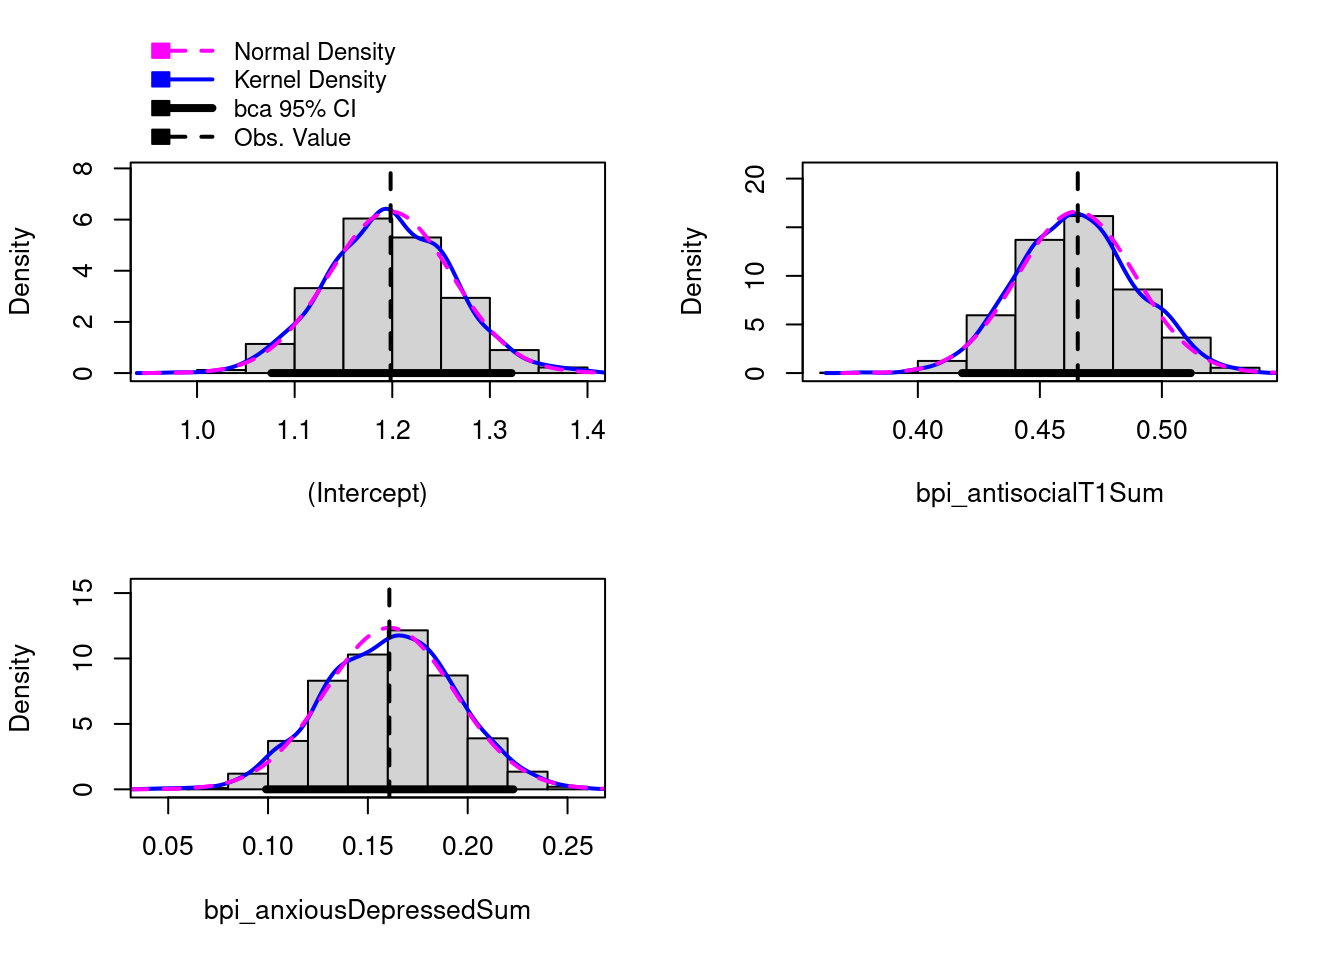 Normal Density
Kernel Density
bca 95% CI
Obs. Value
Density
0 2 4 6 8
1.0 1.1 1.2 1.3 1.4
(Intercept)
Density
0 5 10 20
0.40 0.45 0.50
bpi_antisocialT1Sum
Density
0 5 10 15
0.05 0.10 0.15 0.20 0.25
bpi_anxiousDepressedSum